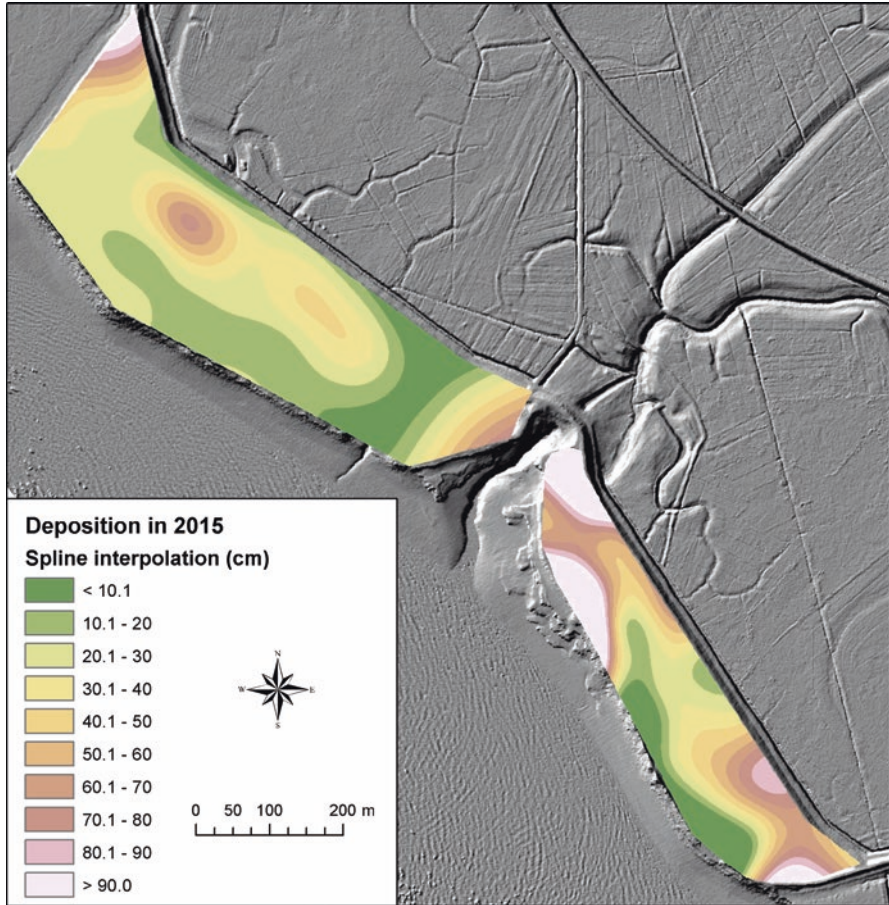 Deposition in 2015
Spline interpolation (cm)
< 10.1
10.1 - 20
20.1 - 30
30.1 - 40
40.1 - 50
50.1 - 60
60.1 - 70
70.1 - 80
80.1 - 90
> 90.0
N
W E
S
0 50 100 200 m